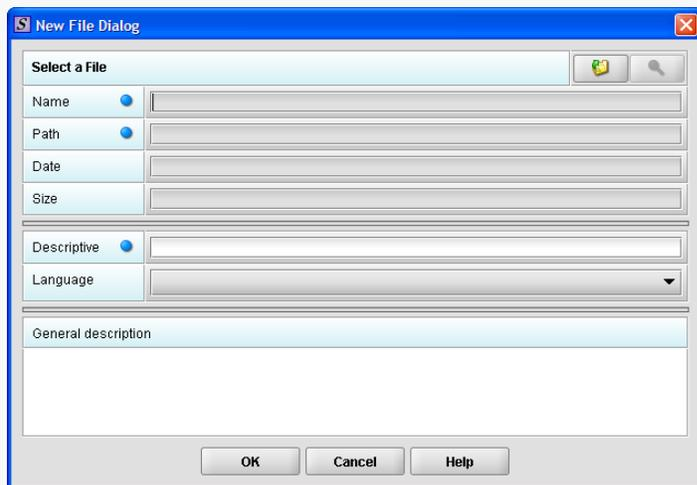 S New File Dialog
Select a File
Name
Path
Date
Size
Descriptive
Language
General description
OK Cancel Help